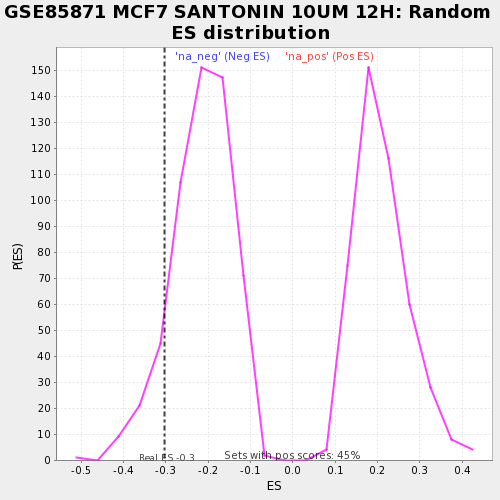 GSE85871 MCF7 SANTONIN 10UM 12H: Random
ES distribution
'na_neg' (Neg ES) 'na_pos' (Pos ES)
150
140
130
120
110
100
90
80
70
60
50
40
30
20
10
0
P(ES)
Real ES -0.3
Sets with pos scores: 45%
-0.5 -0.4 -0.3 -0.2 -0.1 0.0 0.1 0.2 0.3 0.4
ES